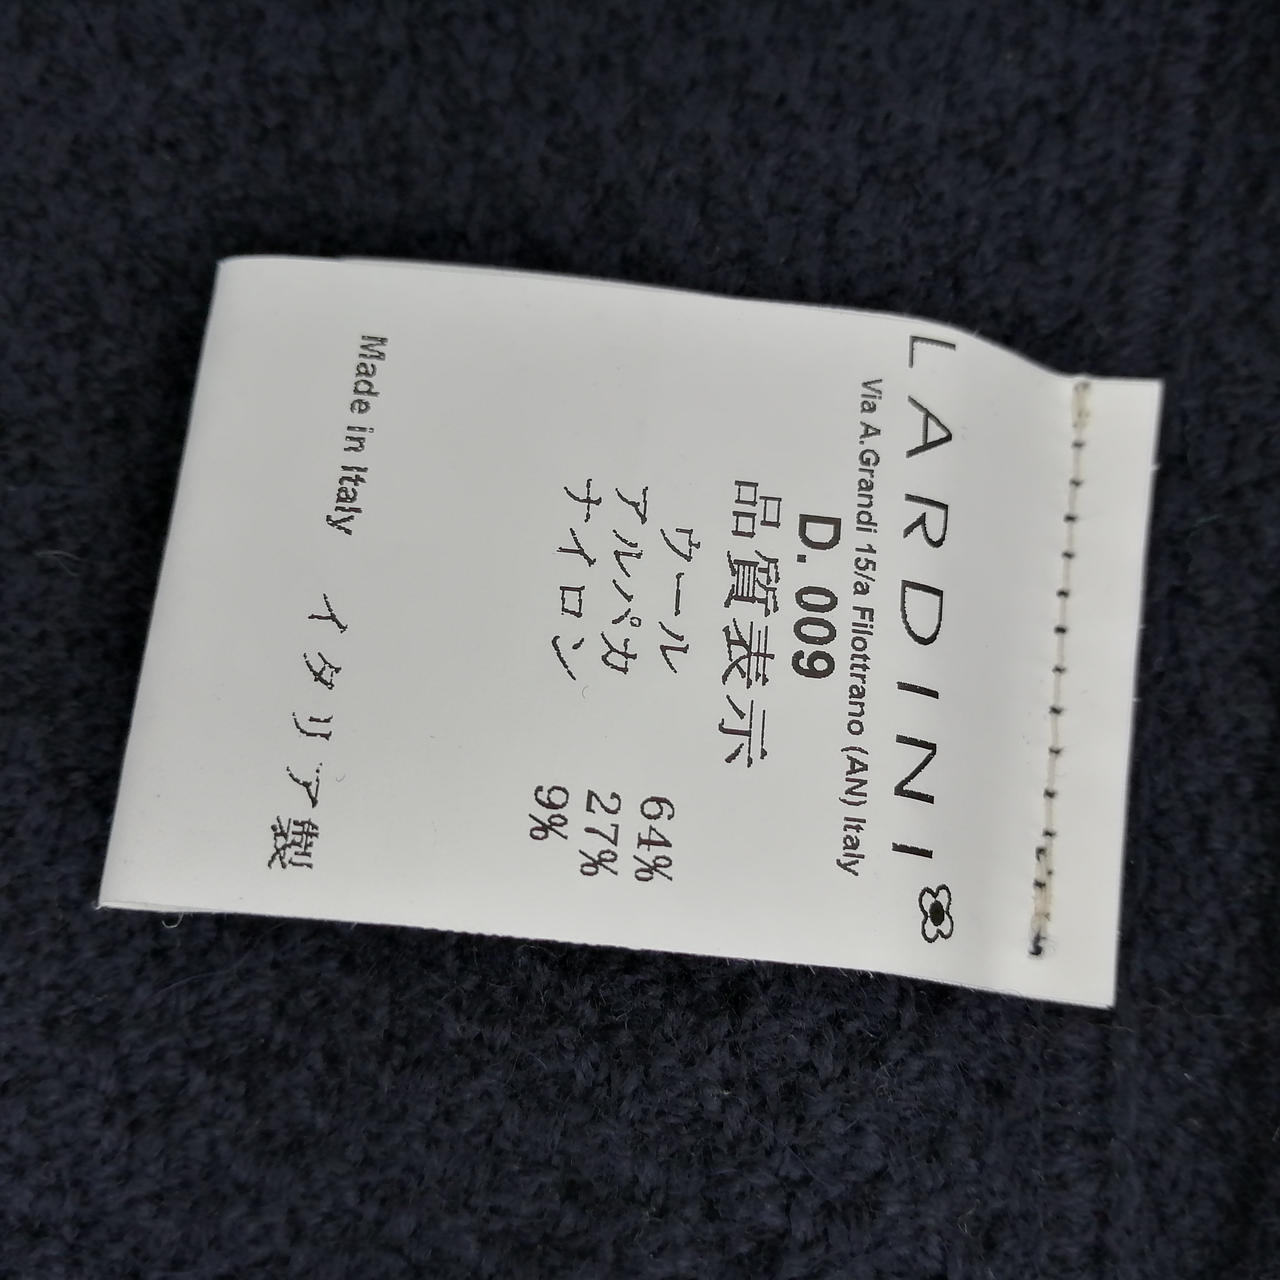 LARDINI
Via A.Grandi 15/a Filottrano (AN) Italy
D. 009
品質表示
ウール 64%
アルパカ 27%
ナイロン 9%
Made in Italy イタリア製